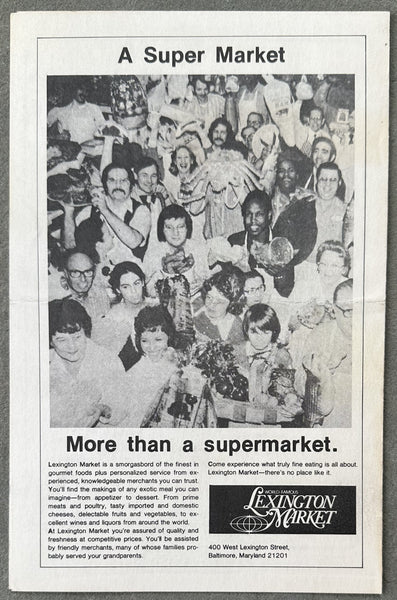 A Super Market
More than a supermarket.
Lexington Market is a smorgasbord of the finest in
gourmet foods plus personalized service from ex-
perienced, knowledgeable merchants you can trust.
You'll find the makings of any exotic meal you can
imagine—from appetizer to dessert. From prime
meats and poultry, tasty imported and domestic
cheeses, delectable fruits and vegetables, to ex-
cellent wines and liquors from around the world.
At Lexington Market you're assured of quality and
freshness at competitive prices. You'll be assisted
by friendly merchants, many of whose families pro-
bably served your grandparents.
Come experience what truly fine eating is all about.
Lexington Market—there's no place like it.
WORLD FAMOUS
LEXINGTON
MARKET
400 West Lexington Street,
Baltimore, Maryland 21201